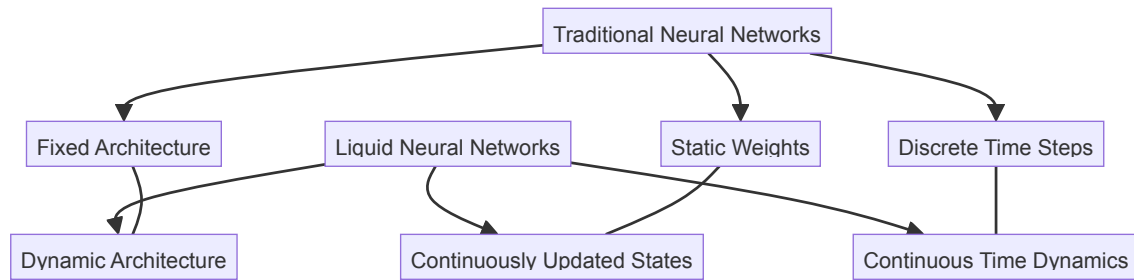 Traditional Neural Networks
Fixed Architecture
Liquid Neural Networks
Static Weights
Discrete Time Steps
Dynamic Architecture
Continuously Updated States
Continuous Time Dynamics